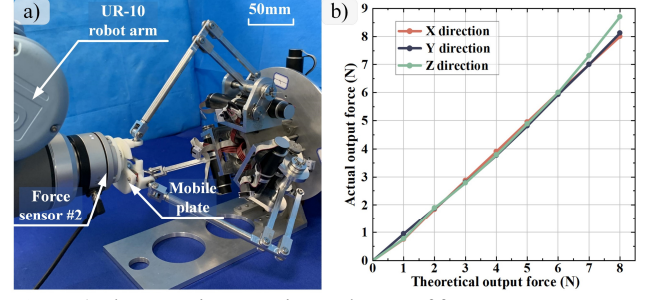 a)
UR-10
robot arm
50mm
Force
sensor #2
Mobile
plate
b)
X direction
Y direction
Z direction
Actual output force (N)
9
8
7
6
5
4
3
2
1
0
0 1 2 3 4 5 6 7 8
Theoretical output force (N)